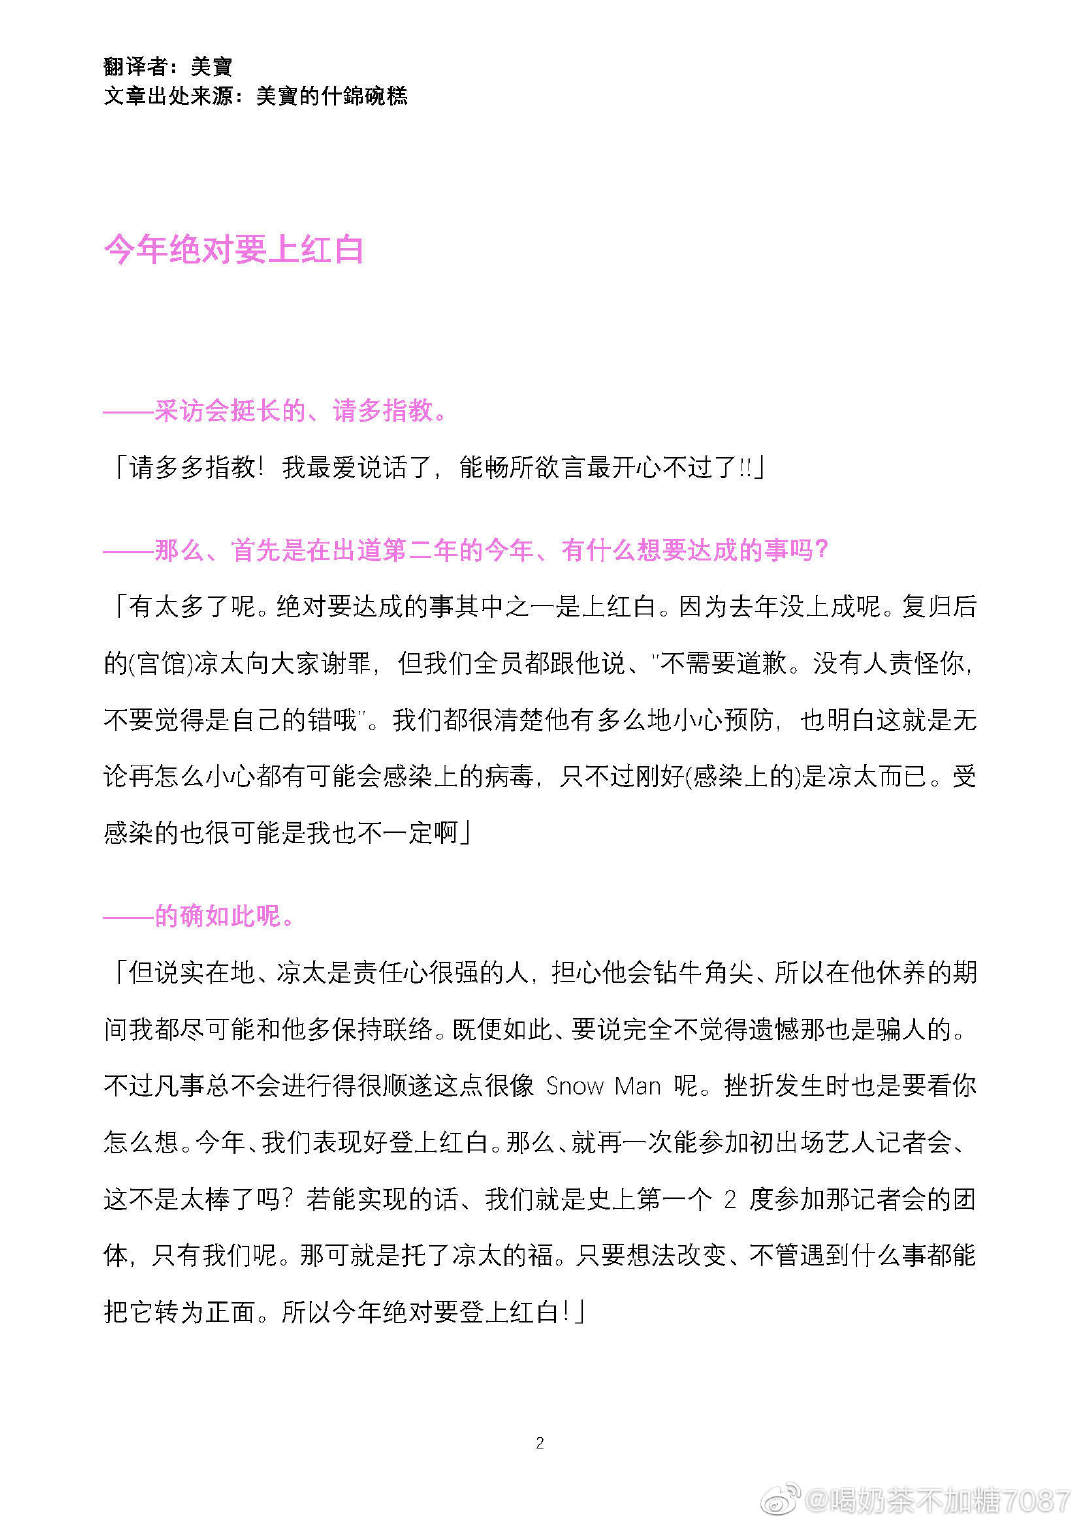 翻译者：美寶
文章出处来源：美寶的什錦碗糕
今年绝对要上红白
——采访会挺长的、请多指教。
「请多多指教！我最爱说话了，能畅所欲言最开心不过了!!」
——那么、首先是在出道第二年的今年、有什么想要达成的事吗？
「有太多了呢。绝对要达成的事其中之一是上红白。因为去年没上成呢。复归后
的(宫馆)凉太向大家谢罪，但我们全员都跟他说、"不需要道歉。没有人责怪你，
不要觉得是自己的错哦"。我们都很清楚他有多么地小心预防，也明白这就是无
论再怎么小心都有可能会感染上的病毒，只不过刚好(感染上的)是凉太而已。受
感染的也很可能是我也不一定啊」
——的确如此呢。
「但说实在地、凉太是责任心很强的人，担心他会钻牛角尖、所以在他休养的期
间我都尽可能和他多保持联络。既便如此、要说完全不觉得遗憾那也是骗人的。
不过凡事总不会进行得很顺遂这点很像 Snow Man 呢。挫折发生时也是要看你
怎么想。今年、我们表现好登上红白。那么、就再一次能参加初出场艺人记者会、
这不是太棒了吗？若能实现的话、我们就是史上第一个 2 度参加那记者会的团
体，只有我们呢。那可就是托了凉太的福。只要想法改变、不管遇到什么事都能
把它转为正面。所以今年绝对要登上红白！」
2
@喝奶茶不加糖7087